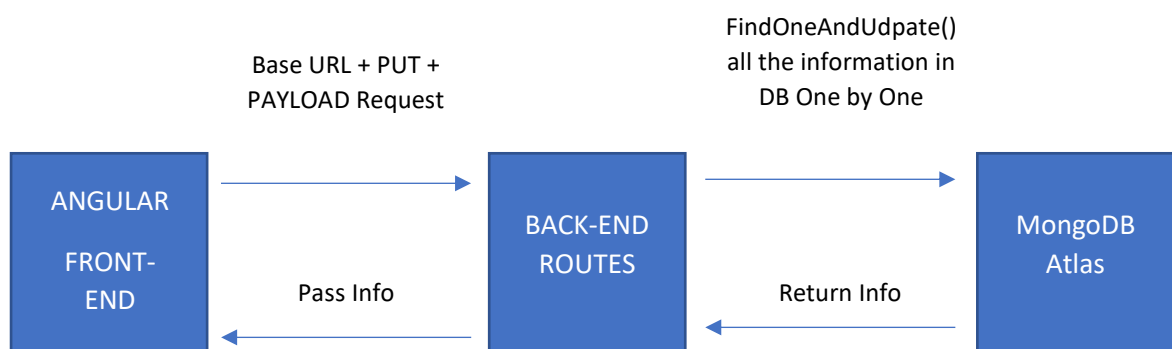 FindOneAndUdpate()
all the information in
DB One by One
Base URL + PUT +
PAYLOAD Request
ANGULAR
FRONT-
END
BACK-END
ROUTES
MongoDB
Atlas
Pass Info
Return Info